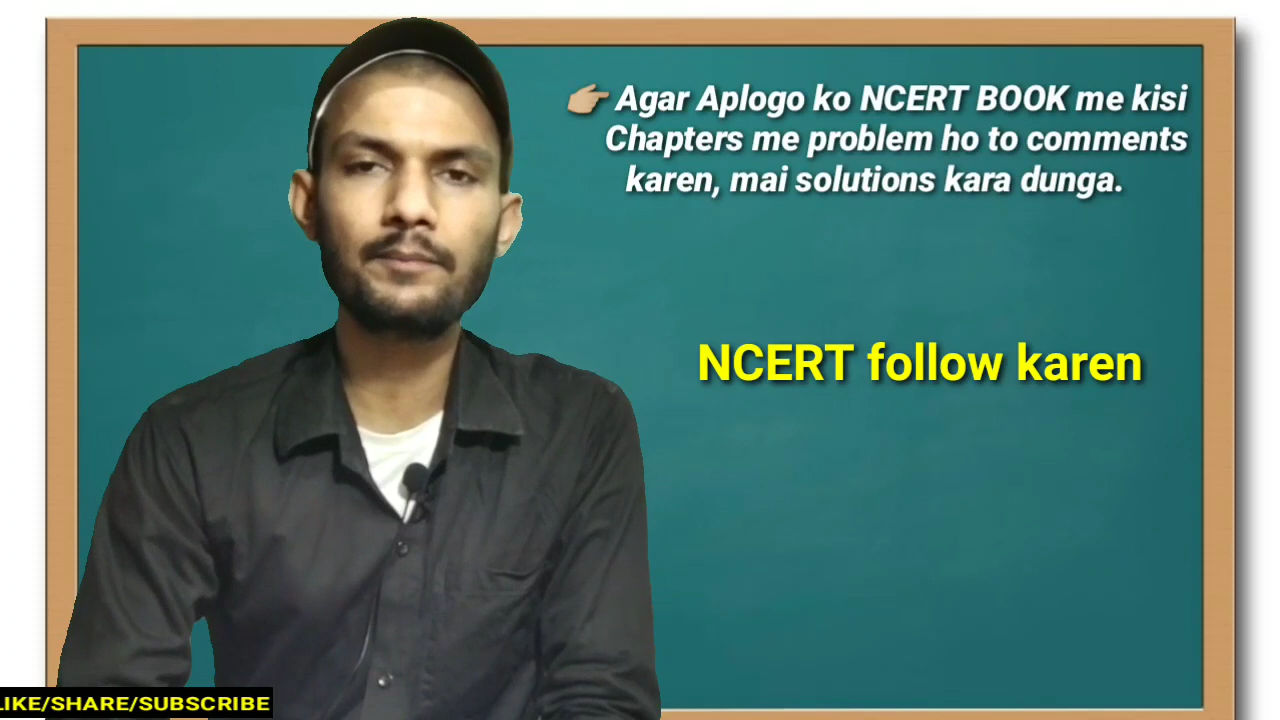 Agar Aplogo ko NCERT BOOK me kisi
Chapters me problem ho to comments
karen, mai solutions kara dunga.
NCERT follow karen
LIKE/SHARE/SUBSCRIBE